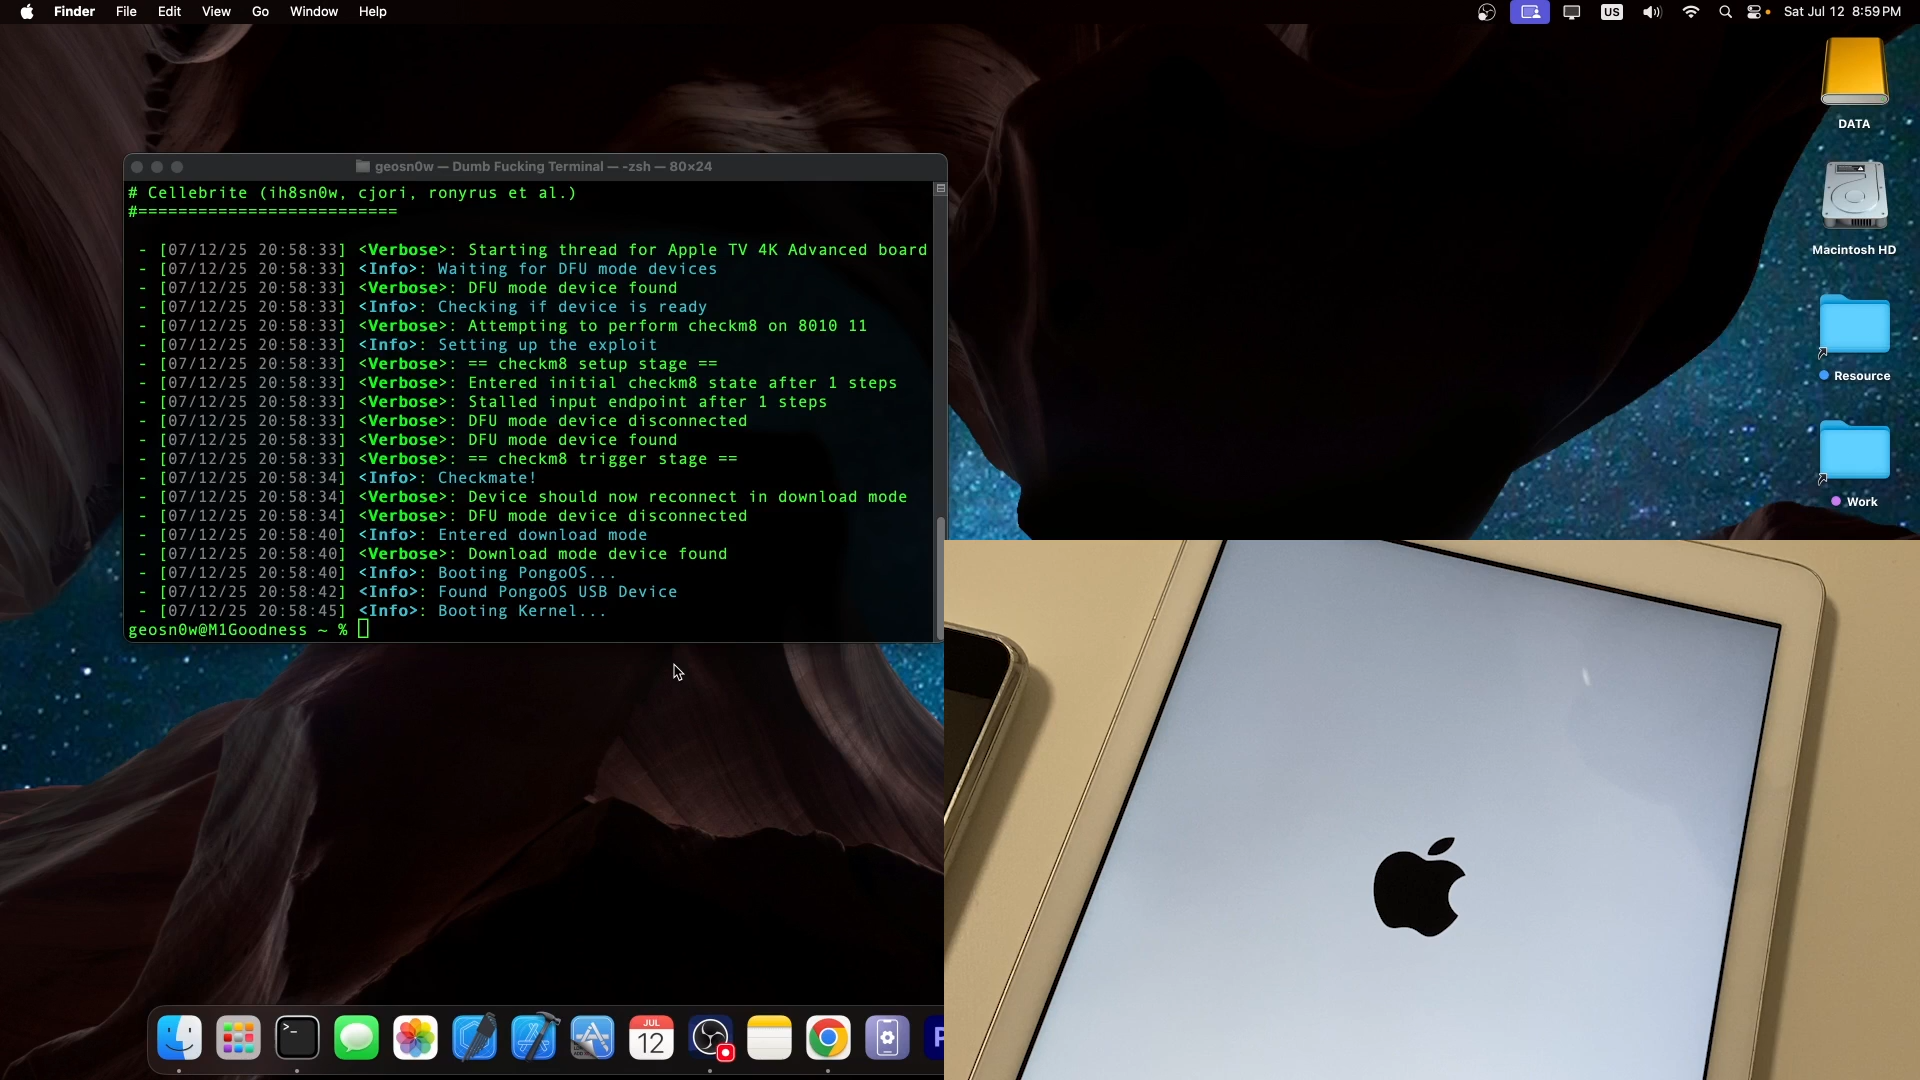 Finder File Edit View Go Window Help US Sat Jul 12 8:59 PM
geosn0w — Dumb Fucking Terminal — -zsh — 80×24
# Cellebrite (ih8sn0w, cjori, ronyrus et al.)
#==========================
- [07/12/25 20:58:33] <Verbose>: Starting thread for Apple TV 4K Advanced board
- [07/12/25 20:58:33] <Info>: Waiting for DFU mode devices
- [07/12/25 20:58:33] <Verbose>: DFU mode device found
- [07/12/25 20:58:33] <Info>: Checking if device is ready
- [07/12/25 20:58:33] <Verbose>: Attempting to perform checkm8 on 8010 11
- [07/12/25 20:58:33] <Info>: Setting up the exploit
- [07/12/25 20:58:33] <Verbose>: == checkm8 setup stage ==
- [07/12/25 20:58:33] <Verbose>: Entered initial checkm8 state after 1 steps
- [07/12/25 20:58:33] <Verbose>: Stalled input endpoint after 1 steps
- [07/12/25 20:58:33] <Verbose>: DFU mode device disconnected
- [07/12/25 20:58:33] <Verbose>: DFU mode device found
- [07/12/25 20:58:33] <Verbose>: == checkm8 trigger stage ==
- [07/12/25 20:58:34] <Info>: Checkmate!
- [07/12/25 20:58:34] <Verbose>: Device should now reconnect in download mode
- [07/12/25 20:58:34] <Verbose>: DFU mode device disconnected
- [07/12/25 20:58:40] <Info>: Entered download mode
- [07/12/25 20:58:40] <Verbose>: Download mode device found
- [07/12/25 20:58:40] <Info>: Booting PongoOS...
- [07/12/25 20:58:42] <Info>: Found PongoOS USB Device
- [07/12/25 20:58:45] <Info>: Booting Kernel...
geosn0w@M1Goodness ~ %
DATA
Macintosh HD
Resource
Work
>_
JUL
12
P